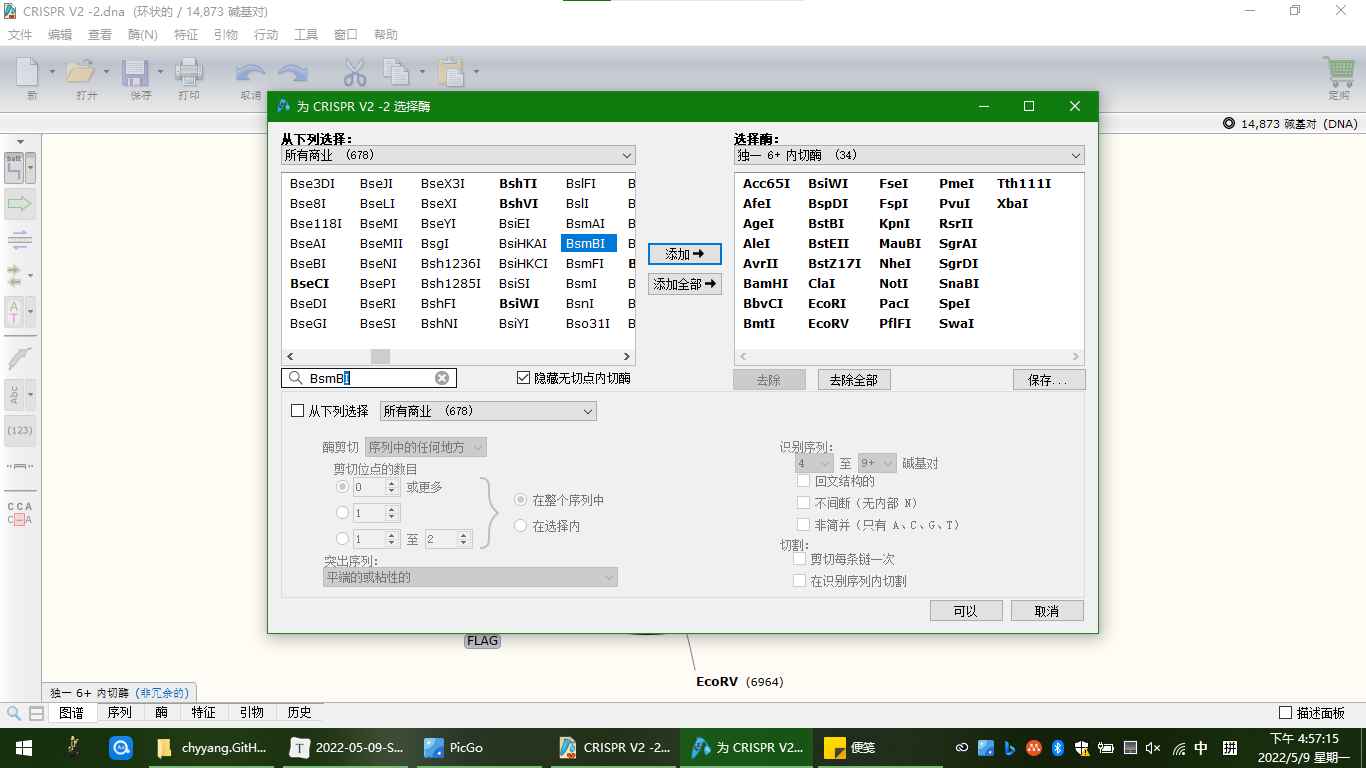 CRISPR V2 -2.dna (环状的 / 14,873 碱基对)
文件 编辑 查看 酶(N) 特征 引物 行动 工具 窗口 帮助
新 打开 保存 打印 取消 定购
14,873 碱基对 (DNA)
为 CRISPR V2 -2 选择酶
从下列选择: 选择酶:
所有商业 (678) 独一 6+ 内切酶 (34)
Bse3DI BseJI BseX3I BshTI BslFI B Acc65I BsiWI FseI PmeI Tth111I
Bse8I BseLI BseXI BshVI BslI B AfeI BspDI FspI PvuI XbaI
Bse118I BseMI BseYI BsiEI BsmAI B AgeI BstBI KpnI RsrII
BseAI BseMII BsgI BsiHKAI BsmBI B AleI BstEII MauBI SgrAI
BseBI BseNI Bsh1236I BsiHKCI BsmFI B AvrII BstZ17I NheI SgrDI
BseCI BsePI Bsh1285I BsiSI BsmI B BamHI ClaI NotI SnaBI
BseDI BseRI BshFI BsiWI BsnI B BbvCI EcoRI PacI SpeI
BseGI BseSI BshNI BsiYI Bso31I B BmtI EcoRV PflFI SwaI
添加
添加全部
BsmBI 隐藏无切点内切酶 去除 去除全部 保存...
从下列选择 所有商业 (678)
酶剪切 序列中的任何地方 识别序列:
剪切位点的数目 4 至 9+ 碱基对
0 或更多 回文结构的
在整个序列中 不间断 (无内部 N)
1
在选择内 非简并 (只有 A、C、G、T)
1 至 2 切割:
突出序列: 剪切每条链一次
平端的或粘性的 在识别序列内切割
可以 取消
Salt
A
T
Abc
(123)
C C A
C A
FLAG
EcoRV (6964)
独一 6+ 内切酶 (非冗余的)
图谱 序列 酶 特征 引物 历史 描述面板
chyyang.GitH... T 2022-05-09-S... PicGo CRISPR V2 -2... 为 CRISPR V2... 便笺 中 拼 下午 4:57:15
2022/5/9 星期一